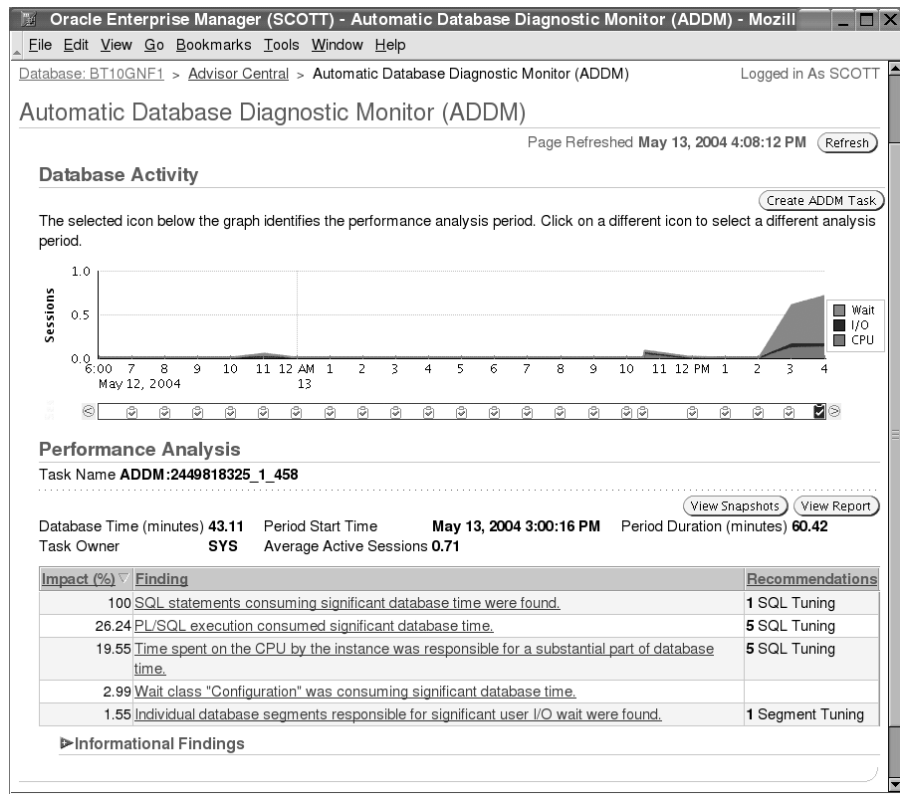 Oracle Enterprise Manager (SCOTT) - Automatic Database Diagnostic Monitor (ADDM) - Mozill
File Edit View Go Bookmarks Tools Window Help
Database: BT10GNF1 > Advisor Central > Automatic Database Diagnostic Monitor (ADDM) Logged in As SCOTT
Automatic Database Diagnostic Monitor (ADDM)
Page Refreshed May 13, 2004 4:08:12 PM Refresh
Database Activity
Create ADDM Task
The selected icon below the graph identifies the performance analysis period. Click on a different icon to select a different analysis
period.
Sessions
1.0
0.5
0.0
Wait
I/O
CPU
6:00 7 8 9 10 11 12 AM 1 2 3 4 5 6 7 8 9 10 11 12 PM 1 2 3 4
May 12, 2004 13
Performance Analysis
Task Name ADDM:2449818325_1_458
View Snapshots View Report
Database Time (minutes) 43.11 Period Start Time May 13, 2004 3:00:16 PM Period Duration (minutes) 60.42
Task Owner SYS Average Active Sessions 0.71
Impact (%) Finding Recommendations
100 SQL statements consuming significant database time were found. 1 SQL Tuning
26.24 PL/SQL execution consumed significant database time. 5 SQL Tuning
19.55 Time spent on the CPU by the instance was responsible for a substantial part of database 5 SQL Tuning
time.
2.99 Wait class "Configuration" was consuming significant database time.
1.55 Individual database segments responsible for significant user I/O wait were found. 1 Segment Tuning
Informational Findings